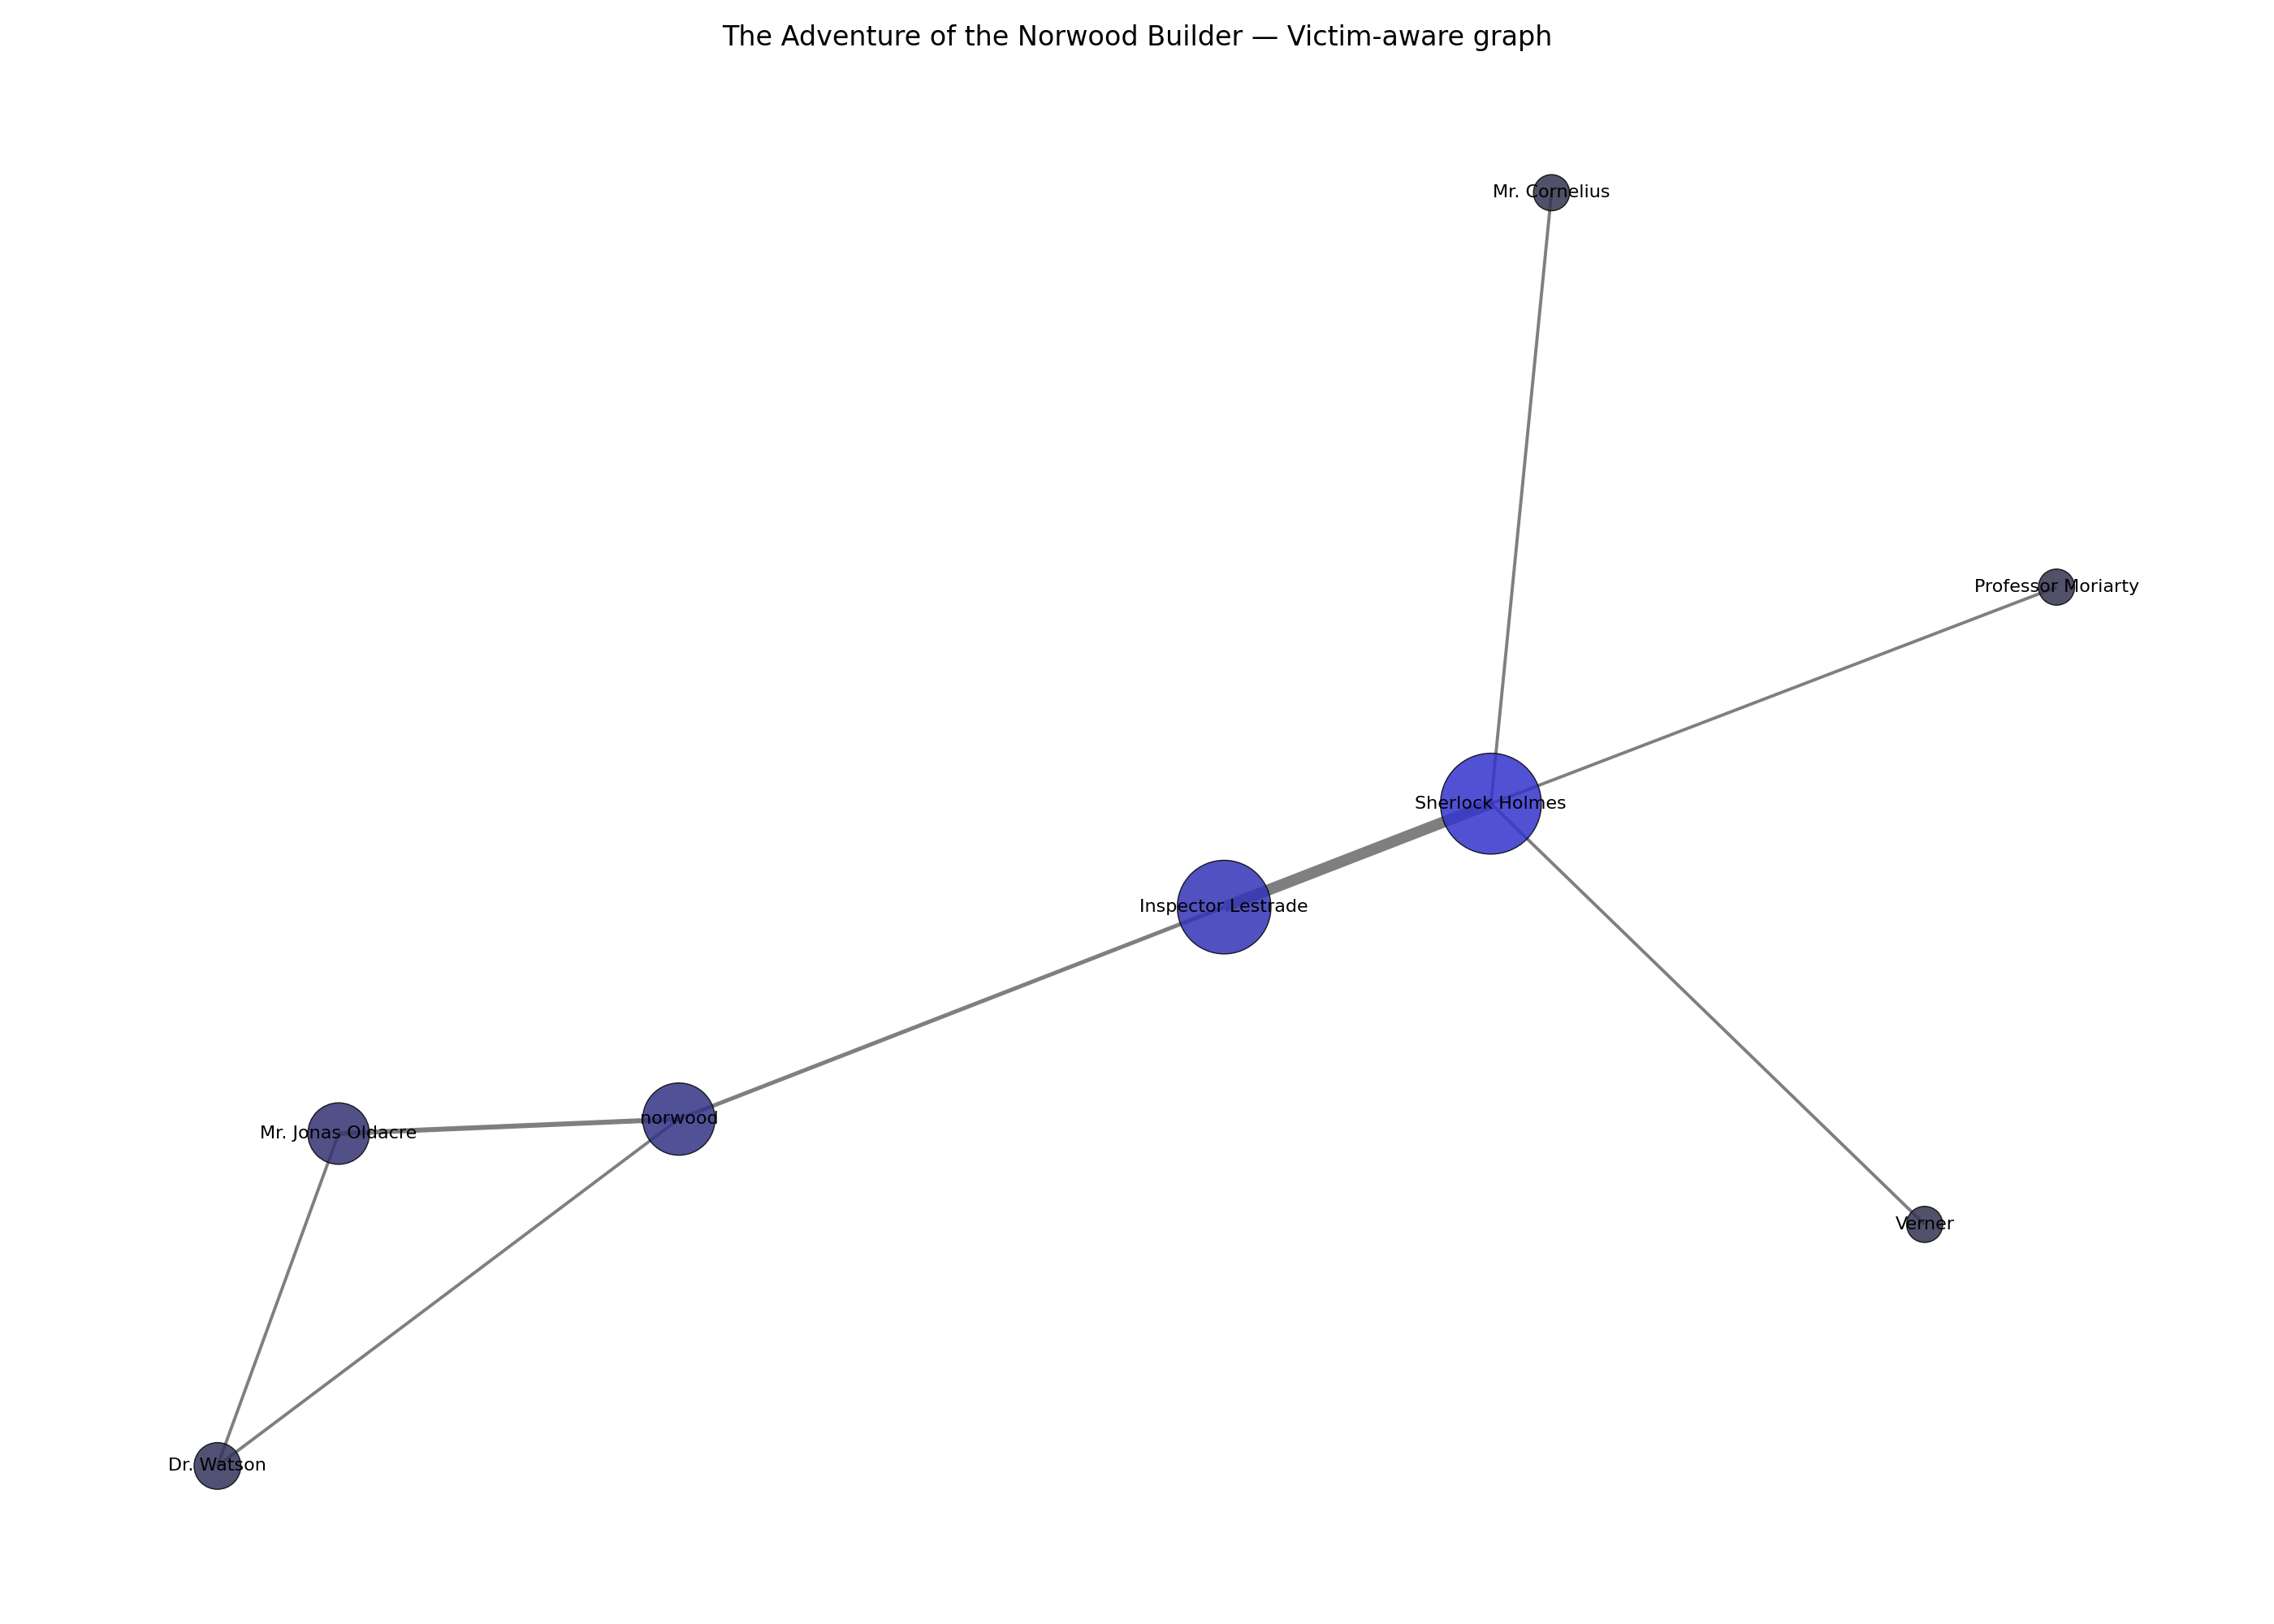 The Adventure of the Norwood Builder — Victim-aware graph
Mr. Cornelius
Professor Moriarty
Sherlock Holmes
Inspector Lestrade
norwood
Mr. Jonas Oldacre
Verner
Dr. Watson